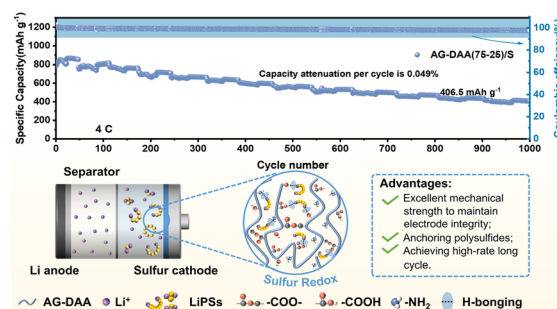 Specific Capacity(mAh g⁻¹)
1200
1000
800
600
400
200
0
AG-DAA(75-25)/S
Capacity attenuation per cycle is 0.049%
406.5 mAh g⁻¹
4 C
120
100
80
60
40
20
0
0 100 200 300 400 500 600 700 800 900 1000
Cycle number
Separator
Li anode
Sulfur cathode
Sulfur Redox
Advantages:
Excellent mechanical
strength to maintain
electrode integrity;
Anchoring polysulfides;
Achieving high-rate long
cycle.
AG-DAA Li⁺ LiPSs -COO- -COOH -NH₂ H-bonging